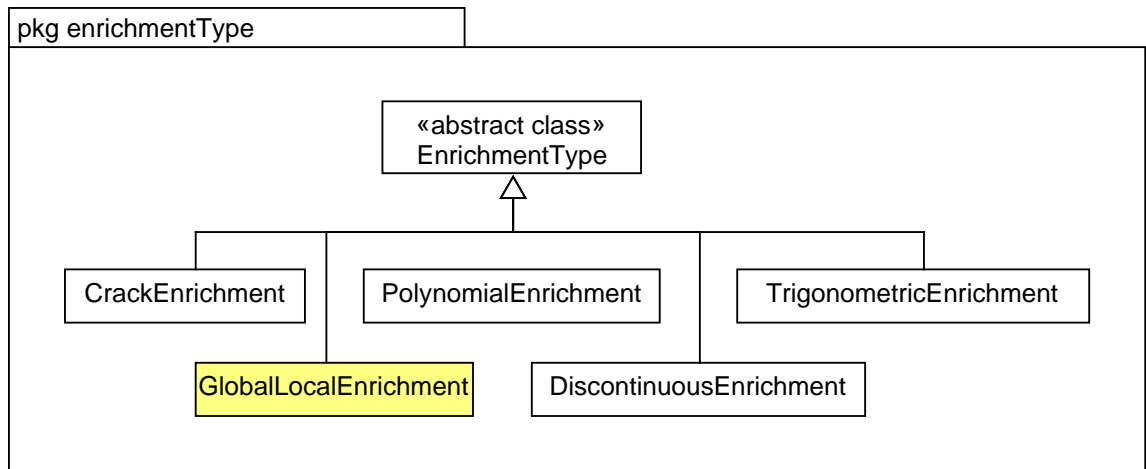 pkg enrichmentType
«abstract class»
EnrichmentType
CrackEnrichment
PolynomialEnrichment
TrigonometricEnrichment
GlobalLocalEnrichment
DiscontinuousEnrichment